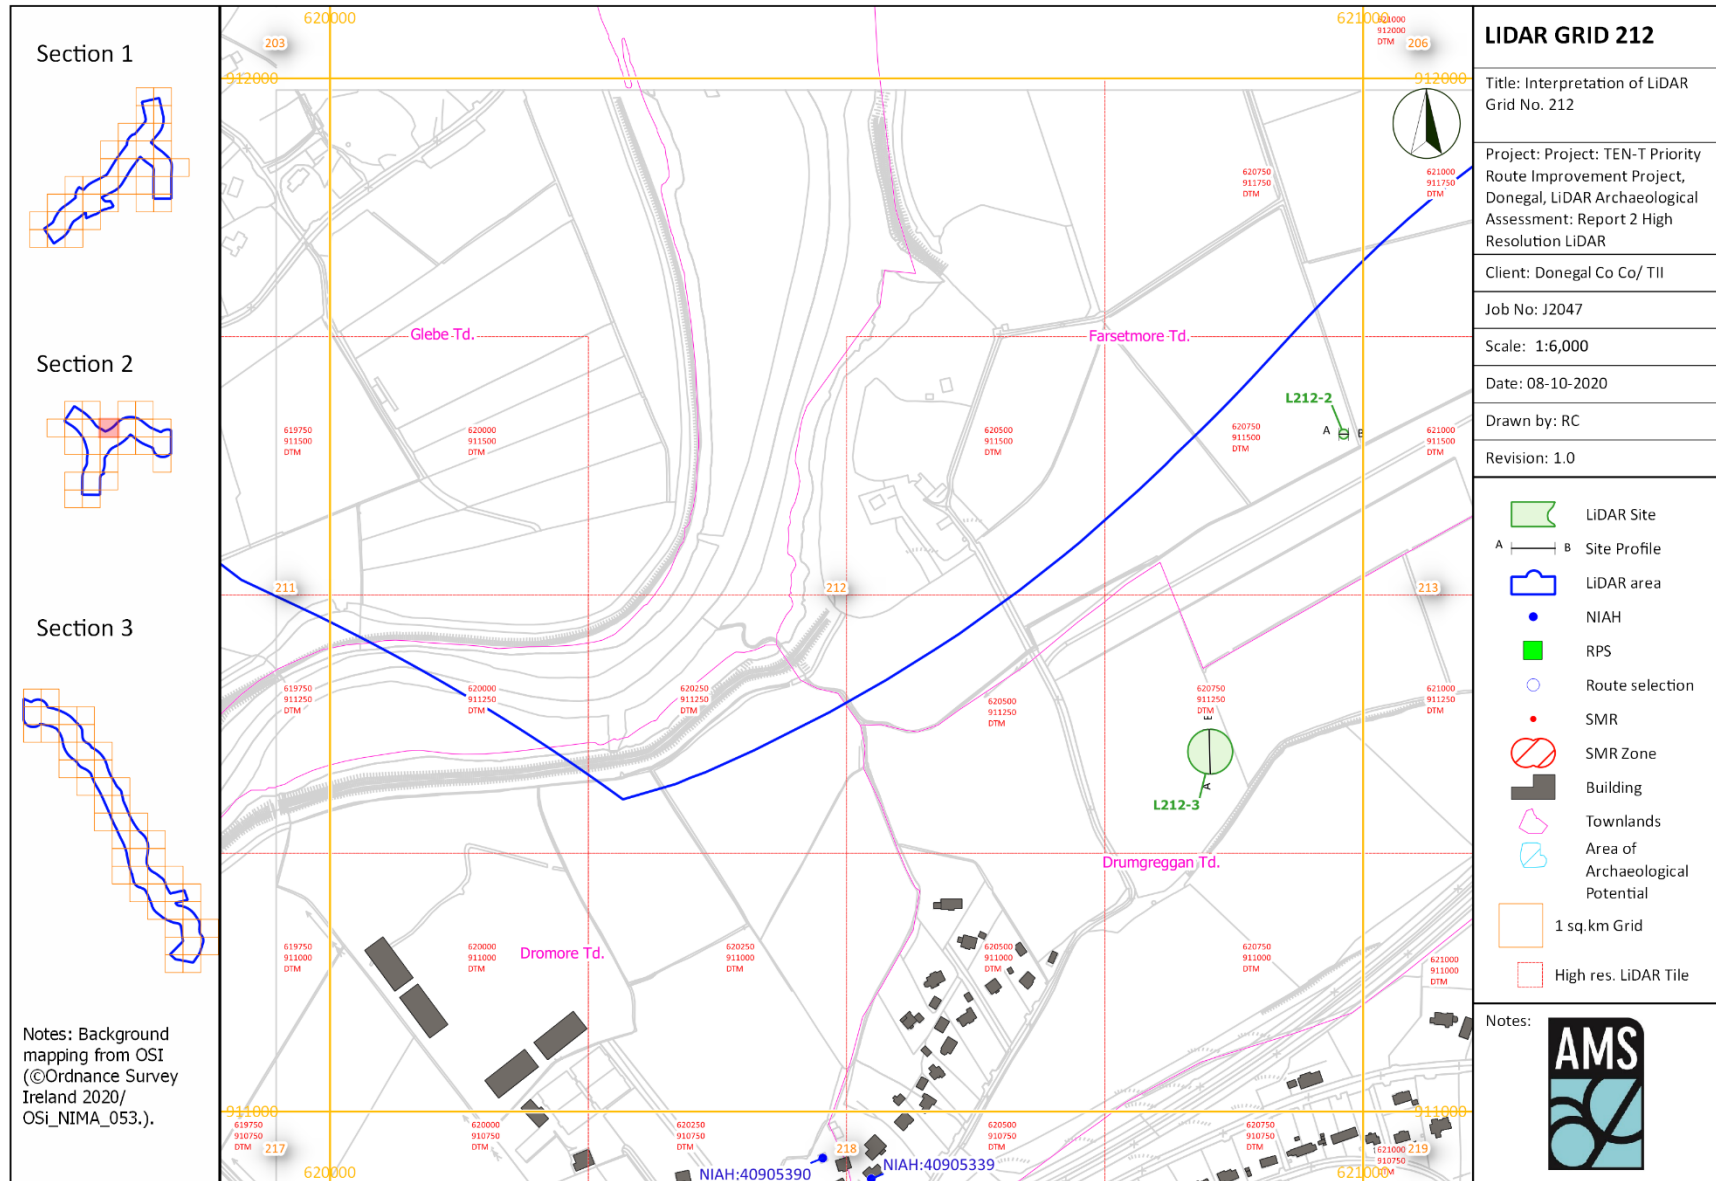 Section 1
Section 2
Section 3
Notes: Background
mapping from OSI
(©Ordnance Survey
Ireland 2020/
OSi_NIMA_053.).
620000
621000
621000
912000
DTM
203
206
912000
912000
620750
911750
DTM
621000
911750
DTM
Glebe Td.
Farsetmore Td.
L212-2
A
B
619750
911500
DTM
620000
911500
DTM
620500
911500
DTM
620750
911500
DTM
621000
911500
DTM
211
212
213
619750
911250
DTM
620000
911250
DTM
620250
911250
DTM
620500
911250
DTM
620750
911250
DTM
621000
911250
DTM
B
A
L212-3
Drumgreggan Td.
Dromore Td.
619750
911000
DTM
620000
911000
DTM
620250
911000
DTM
620500
911000
DTM
620750
911000
DTM
621000
911000
DTM
911000
911000
619750
910750
DTM
620000
910750
DTM
620250
910750
DTM
620500
910750
DTM
620750
910750
DTM
621000
910750
DTM
217
218
219
620000
621000
NIAH:40905390
NIAH:40905339
LIDAR GRID 212
Title: Interpretation of LiDAR
Grid No. 212
Project: Project: TEN-T Priority
Route Improvement Project,
Donegal, LiDAR Archaeological
Assessment: Report 2 High
Resolution LiDAR
Client: Donegal Co Co/ TII
Job No: J2047
Scale: 1:6,000
Date: 08-10-2020
Drawn by: RC
Revision: 1.0
LiDAR Site
A B Site Profile
LiDAR area
NIAH
RPS
Route selection
SMR
SMR Zone
Building
Townlands
Area of
Archaeological
Potential
1 sq.km Grid
High res. LiDAR Tile
Notes:
AMS